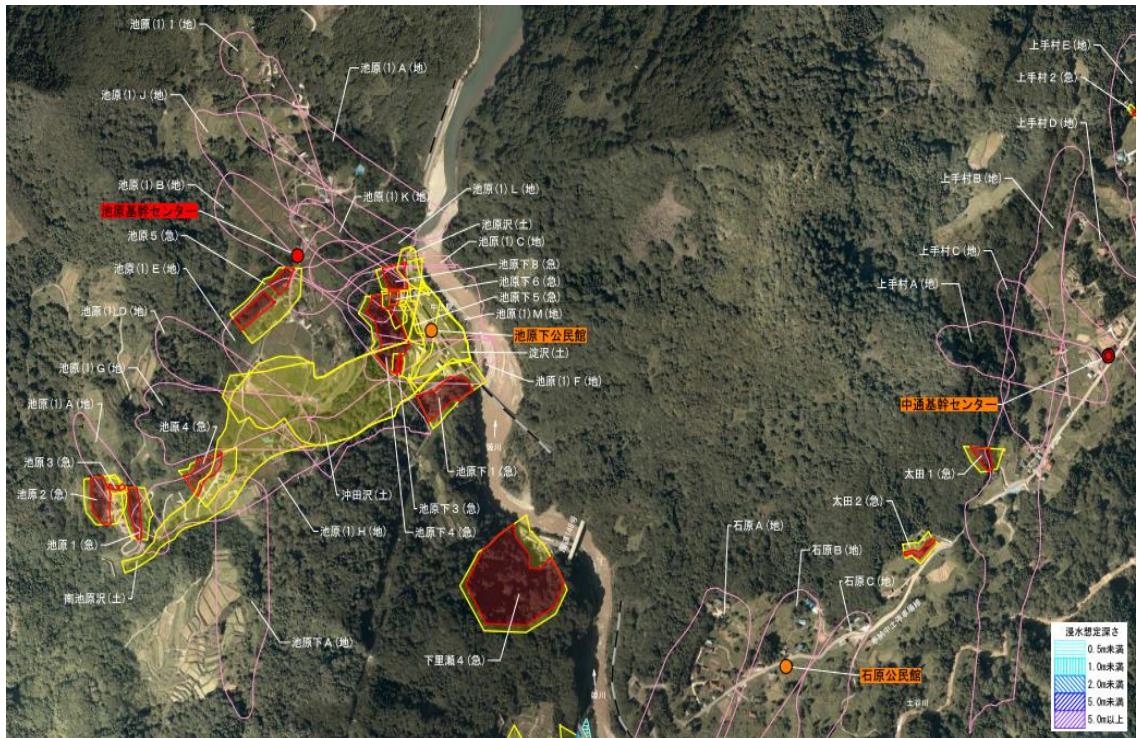 池原(1)I(地)
池原(1)A(地)
池原(1)J(地)
池原(1)B(地)
池原(1)K(地)
池原(1)L(地)
池原基幹センター
池原沢(土)
池原5(急)
池原(1)C(地)
池原(1)E(地)
池原下8(急)
池原下6(急)
池原下5(急)
池原(1)D(地)
池原(1)M(地)
池原下公民館
淀沢(土)
池原(1)G(地)
池原(1)F(地)
池原(1)A(地)
池原4(急)
姫川
池原3(急)
池原下1(急)
池原2(急)
沖田沢(土)
池原下3(急)
池原1(急)
池原(1)H(地)
池原下4(急)
南池原沢(土)
池原下A(地)
下里瀬4(急)
姫川
上手村E(地)
上手村2(急)
上手村D(地)
上手村B(地)
上手村C(地)
上手村A(地)
中通基幹センター
太田1(急)
太田2(急)
石原A(地)
石原B(地)
石原C(地)
石原公民館
土谷川
浸水想定深さ
0.5m未満
1.0m未満
2.0m未満
5.0m未満
5.0m以上